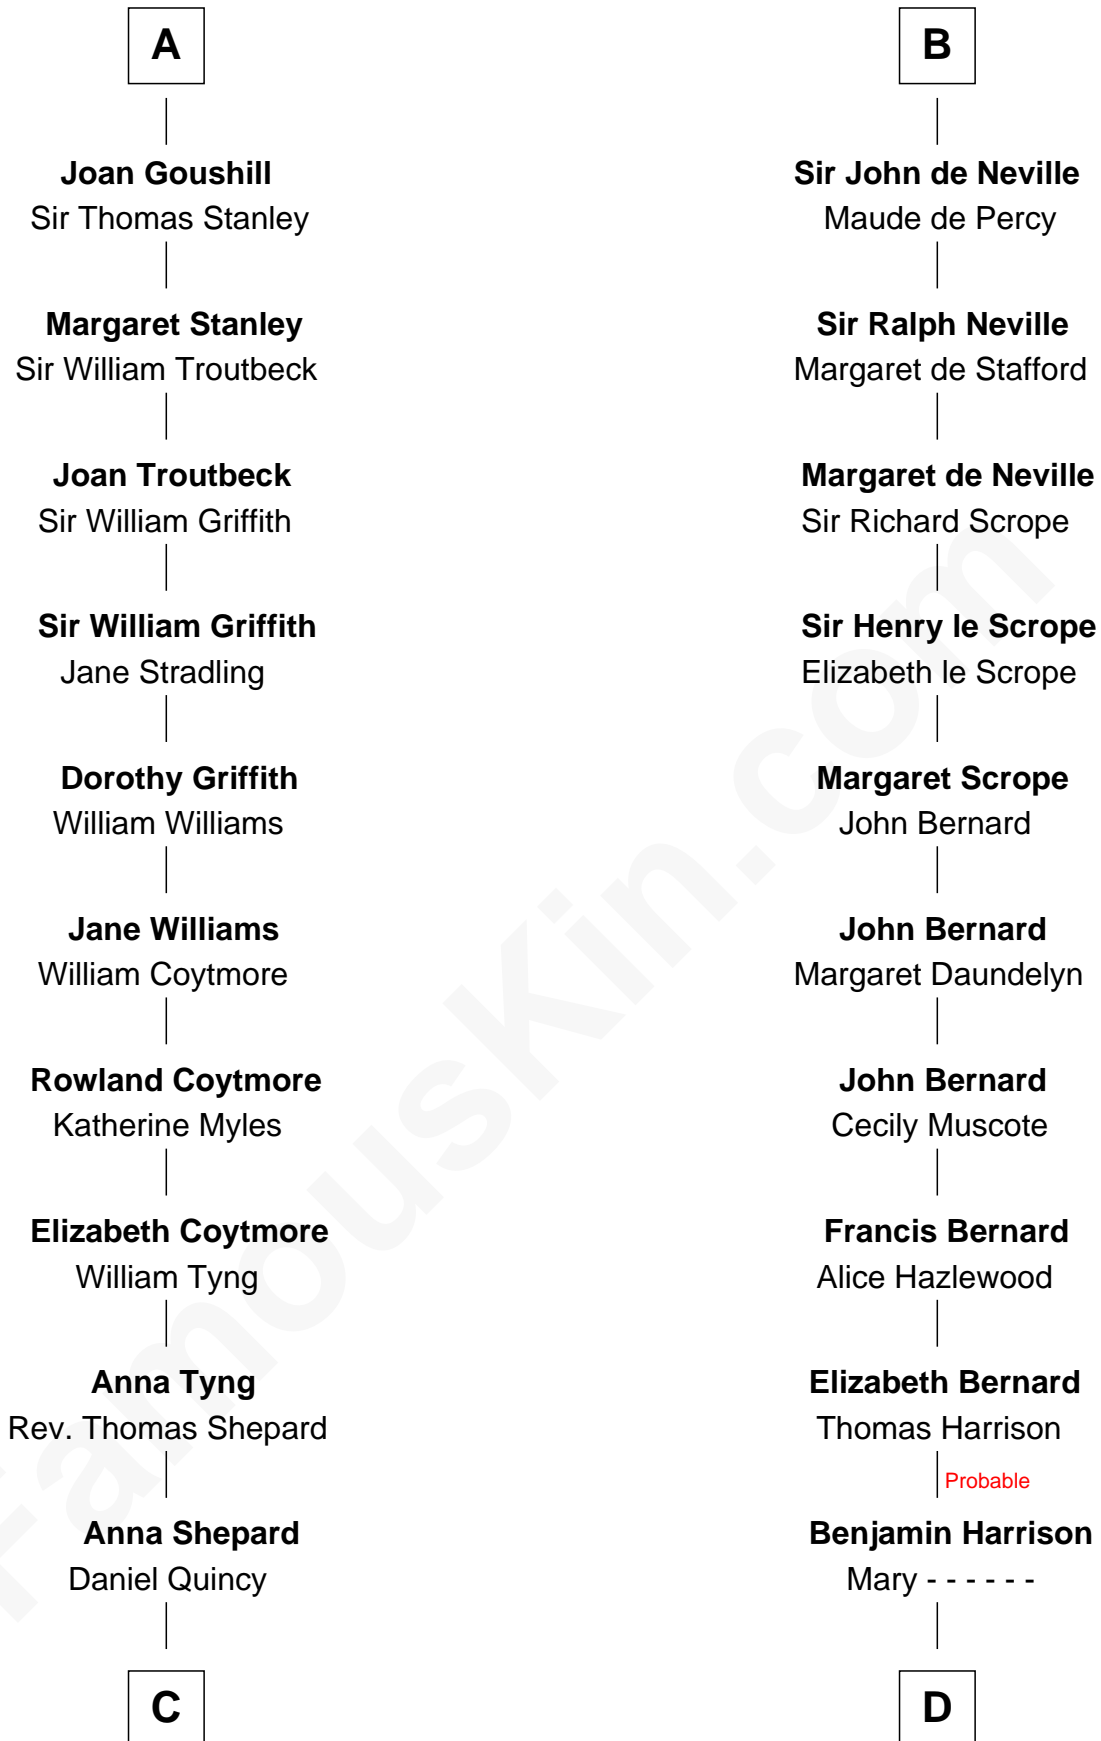 A
Joan Goushill
Sir Thomas Stanley
Margaret Stanley
Sir William Troutbeck
Joan Troutbeck
Sir William Griffith
Sir William Griffith
Jane Stradling
Dorothy Griffith
William Williams
Jane Williams
William Coytmore
Rowland Coytmore
Katherine Myles
Elizabeth Coytmore
William Tyng
Anna Tyng
Rev. Thomas Shepard
Anna Shepard
Daniel Quincy
C
B
Sir John de Neville
Maude de Percy
Sir Ralph Neville
Margaret de Stafford
Margaret de Neville
Sir Richard Scrope
Sir Henry le Scrope
Elizabeth le Scrope
Margaret Scrope
John Bernard
John Bernard
Margaret Daundelyn
John Bernard
Cecily Muscote
Francis Bernard
Alice Hazlewood
Elizabeth Bernard
Thomas Harrison
Probable
Benjamin Harrison
Mary - - - - - -
D
FamousKin.com